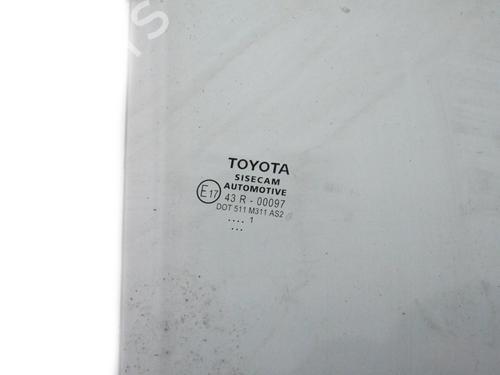 TOYOTA
SISECAM
AUTOMOTIVE
E17 43 R - 00097
DOT 511 M311 AS2
.... 1
...